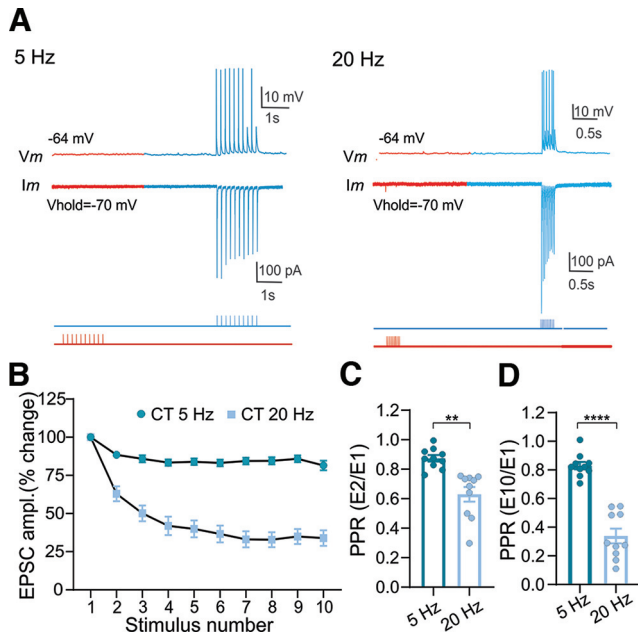 A
5 Hz
20 Hz
10 mV
1s
10 mV
0.5s
-64 mV
-64 mV
Vm
Vm
Im
Im
Vhold=-70 mV
Vhold=-70 mV
100 pA
1s
100 pA
0.5s
B
C
D
EPSC ampl.(% change)
125
100
75
50
25
0
CT 5 Hz
CT 20 Hz
1 2 3 4 5 6 7 8 9 10
Stimulus number
PPR (E2/E1)
1.2
1.0
0.8
0.6
0.4
0.2
0.0
**
5 Hz
20 Hz
PPR (E10/E1)
1.2
1.0
0.8
0.6
0.4
0.2
0.0
****
5 Hz
20 Hz